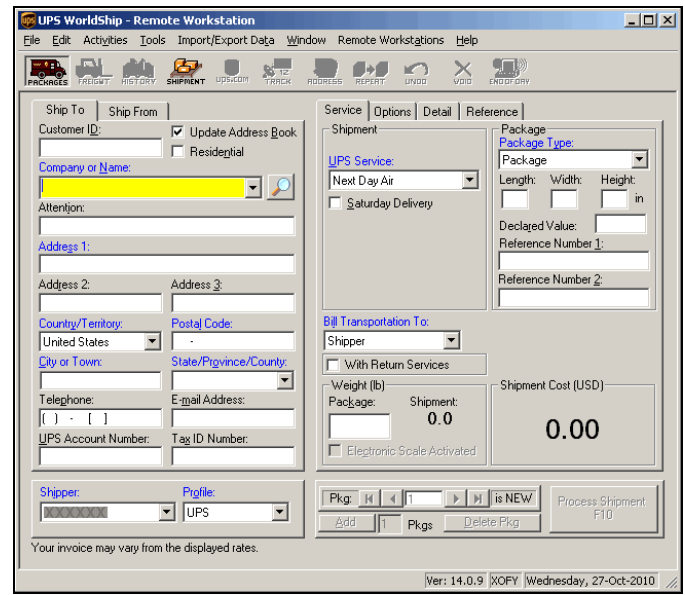 UPS WorldShip - Remote Workstation
File Edit Activities Tools Import/Export Data Window Remote Workstations Help
PACKAGES FREIGHT HISTORY SHIPMENT UPS.COM TRACK ADDRESS REPEAT UNDO VOID END OF DAY
Ship To Ship From
Customer ID:
Update Address Book
Residential
Company or Name:
Attention:
Address 1:
Address 2: Address 3:
Country/Territory: Postal Code:
United States -
City or Town: State/Province/County:
Telephone: E-mail Address:
( ) - [ ]
UPS Account Number: Tax ID Number:
Shipper: Profile:
XXXXXX UPS
Your invoice may vary from the displayed rates.
Service Options Detail Reference
Shipment
UPS Service:
Next Day Air
Saturday Delivery
Package
Package Type:
Package
Length: Width: Height:
in
Declared Value:
Reference Number 1:
Reference Number 2:
Bill Transportation To:
Shipper
With Return Services
Weight (lb)
Package: Shipment:
0.0
Electronic Scale Activated
Shipment Cost (USD)
0.00
Pkg: 1 is NEW
Add 1 Pkgs Delete Pkg
Process Shipment
F10
Ver: 14.0.9 XOFY Wednesday, 27-Oct-2010